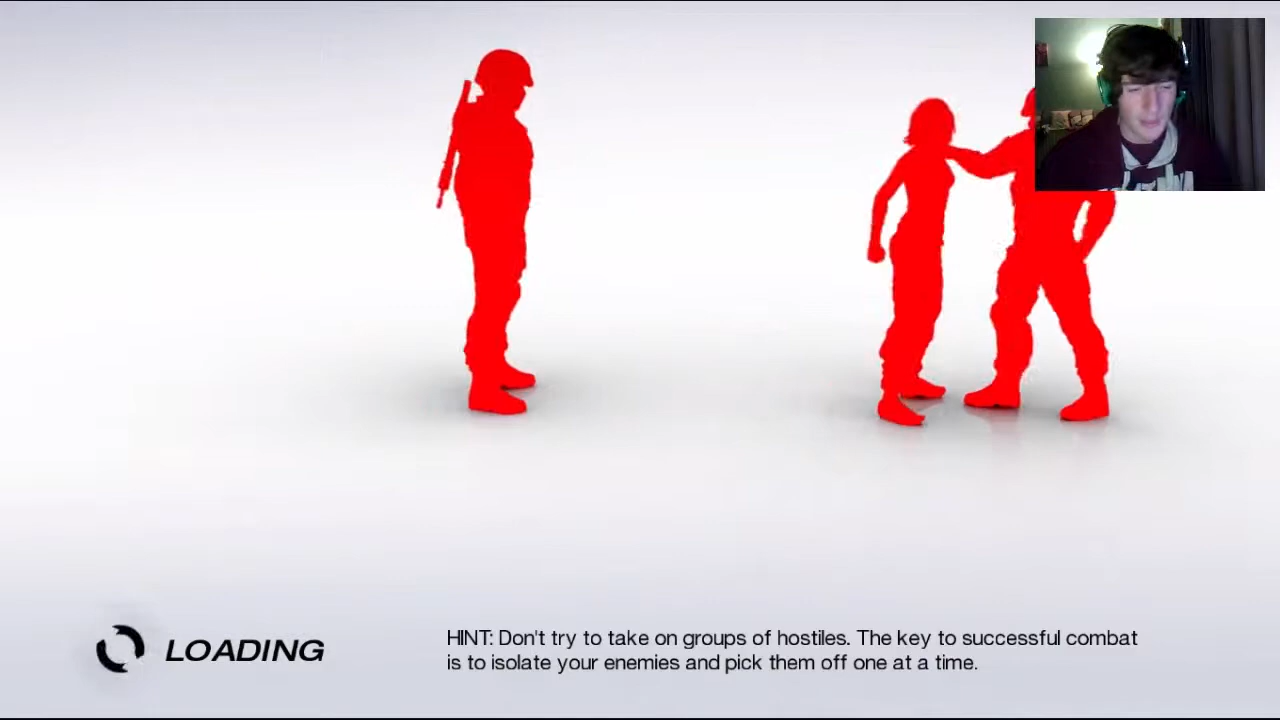 LOADING
HINT: Don't try to take on groups of hostiles. The key to successful combat
is to isolate your enemies and pick them off one at a time.